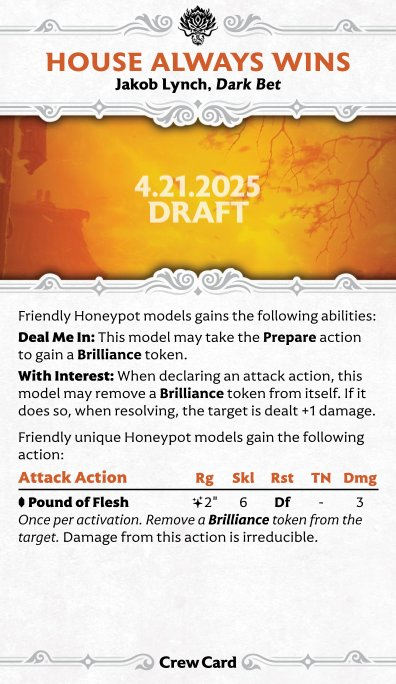 HOUSE ALWAYS WINS
Jakob Lynch, Dark Bet
4.21.2025
DRAFT
Friendly Honeypot models gains the following abilities:
Deal Me In: This model may take the Prepare action
to gain a Brilliance token.
With Interest: When declaring an attack action, this
model may remove a Brilliance token from itself. If it
does so, when resolving, the target is dealt +1 damage.
Friendly unique Honeypot models gain the following
action:
Attack Action Rg Skl Rst TN Dmg
Pound of Flesh 2" 6 Df - 3
Once per activation. Remove a Brilliance token from the
target. Damage from this action is irreducible.
Crew Card